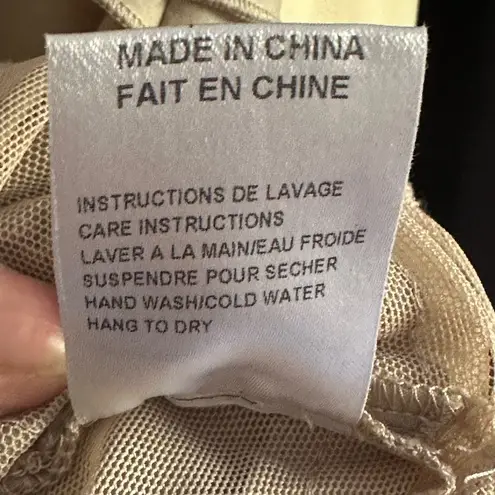 MADE IN CHINA
FAIT EN CHINE
INSTRUCTIONS DE LAVAGE
CARE INSTRUCTIONS
LAVER A LA MAIN/EAU FROIDE
SUSPENDRE POUR SECHER
HAND WASH/COLD WATER
HANG TO DRY